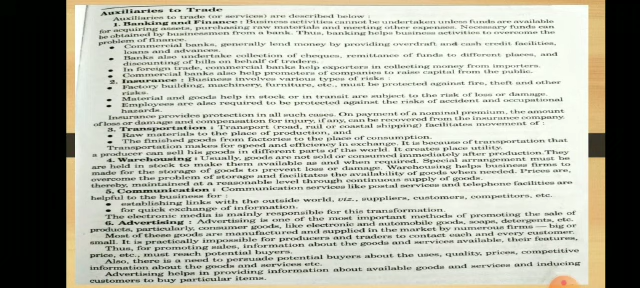 Auxiliaries to Trade
Auxiliaries to trade (or services) are described below :
1. Banking and Finance : Business activities cannot be undertaken unless funds are available
for acquiring assets, purchasing raw materials and meeting other expenses. Necessary funds can
be obtained by businessmen from a bank. Thus, banking helps business activities to overcome the
problem of finance.
• Commercial banks, generally lend money by providing overdraft and cash credit facilities,
loans and advances.
• Banks also undertake collection of cheques, remittance of funds to different places, and
discounting of bills on behalf of traders.
• In foreign trade, commercial banks help exporters in collecting money from importers.
• Commercial banks also help promoters of companies to raise capital from the public.
2. Insurance : Business involves various types of risks :
• Factory building, machinery, furniture, etc., must be protected against fire, theft and other
risks.
• Material and goods help in stock or in transit are subject to the risk of loss or damage.
• Employees are also required to be protected against the risks of accident and occupational
hazards.
Insurance provides protection in all such cases. On payment of a nominal premium, the amount
of loss or damage and compensation for injury, if any, can be recovered from the insurance company.
3. Transportation : Transport (road, rail or coastal shipping) facilitates movement of :
• Raw materials to the place of production, and
• The finished goods from factories to the place of consumption.
Transportation makes for speed and efficiency in exchange. It is because of transportation that
a producer can sell his goods in different parts of the world. It creates place utility.
4. Warehousing : Usually, goods are not sold or consumed immediately after production. They
are held in stock to make them available as and when required. Special arrangement must be
made for the storage of goods to prevent loss or damage. Warehousing helps business firms to
overcome the problem of storage and facilitates the availability of goods when needed. Prices are,
thereby, maintained at a reasonable level through continuous supply of goods.
5. Communication : Communication services like postal services and telephone facilities are
helpful to the business for :
• establishing links with the outside world, viz., suppliers, customers, competitors, etc.
• for quick exchange of information.
The electronic media is mainly responsible for this transformation.
6. Advertising : Advertising is one of the most important methods of promoting the sale of
products, particularly, consumer goods, like electronic and automobile goods, soaps, detergents, etc.
Most of these goods are manufactured and supplied in the market by numerous firms — big or
small. It is practically impossible for producers and traders to contact each and every customer.
Thus, for promoting sales, information about the goods and services available, their features,
price, etc., must reach potential buyers.
Also, there is a need to persuade potential buyers about the uses, quality, prices, competitive
information about the goods and services etc.
Advertising helps in providing information about available goods and services and inducing
customers to buy particular items.